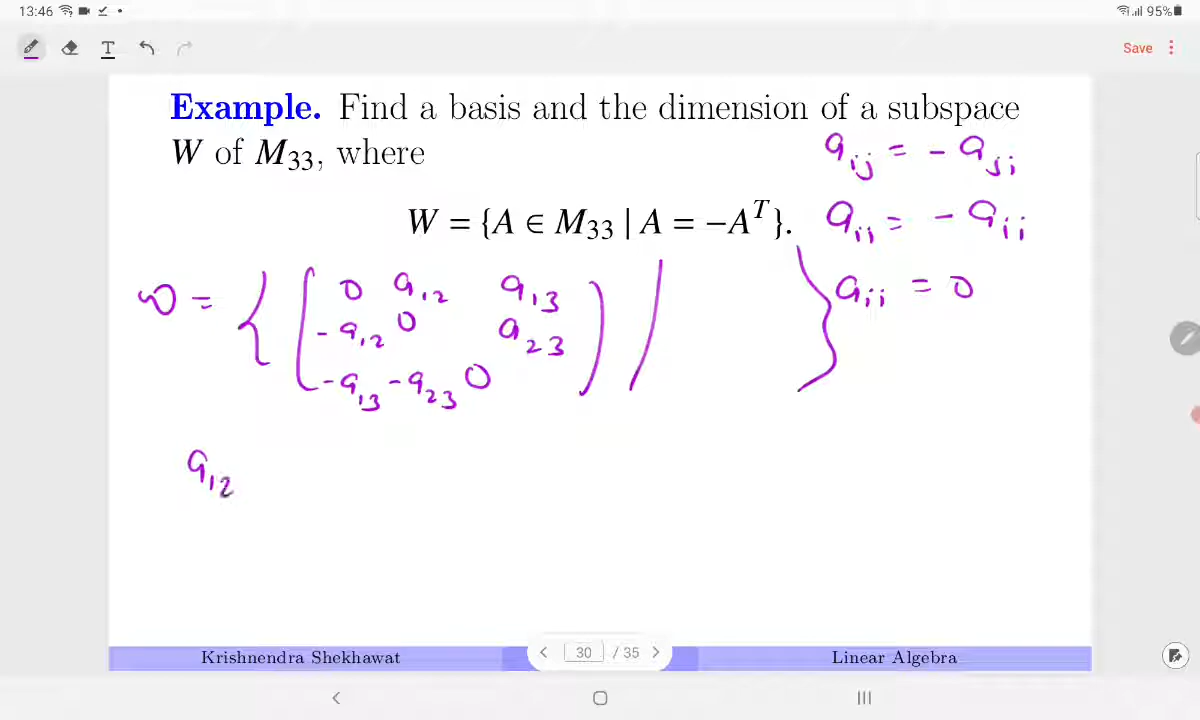 13:46 95%
T Save
Example. Find a basis and the dimension of a subspace
W of M₃₃, where
aᵢⱼ = - aⱼᵢ
W = {A ∈ M₃₃ | A = −Aᵀ}.
aᵢᵢ = - aᵢᵢ
aᵢᵢ = 0
W = { ( 0 a₁₂ a₁₃
-a₁₂ 0 a₂₃
-a₁₃ -a₂₃ 0 ) | }
a₁₂
Krishnendra Shekhawat
30 / 35
Linear Algebra